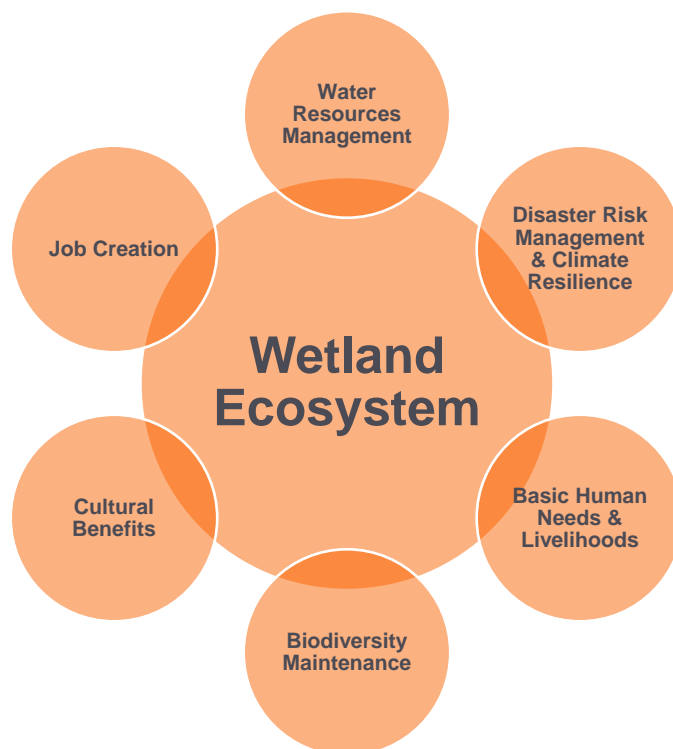 Water
Resources
Management
Disaster Risk
Management
& Climate
Resilience
Job Creation
Wetland
Ecosystem
Cultural
Benefits
Basic Human
Needs &
Livelihoods
Biodiversity
Maintenance